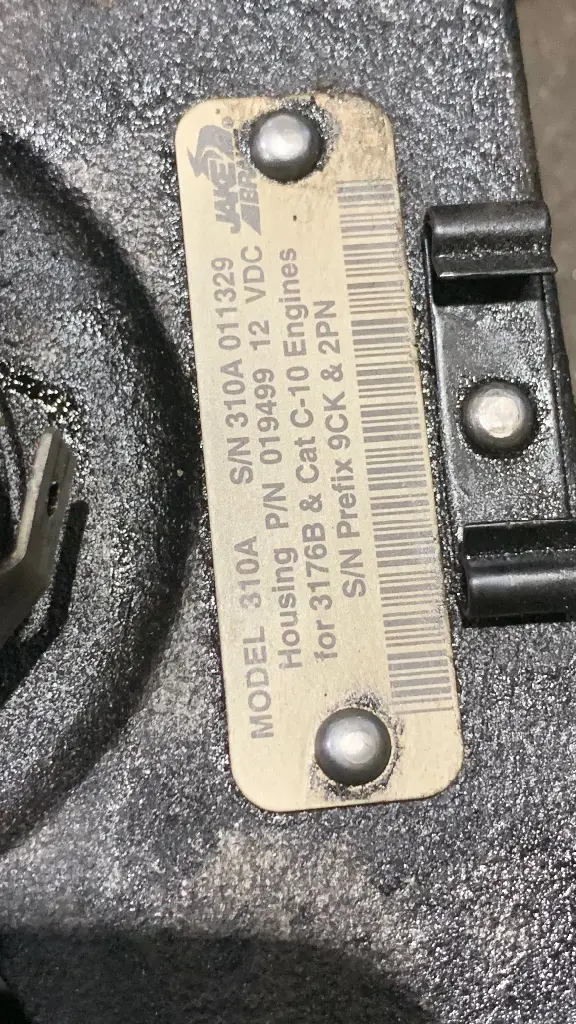 JAKE BRAKE®
MODEL 310A S/N 310A 011329
Housing P/N 019499 12 VDC
for 3176B & Cat C-10 Engines
S/N Prefix 9CK & 2PN